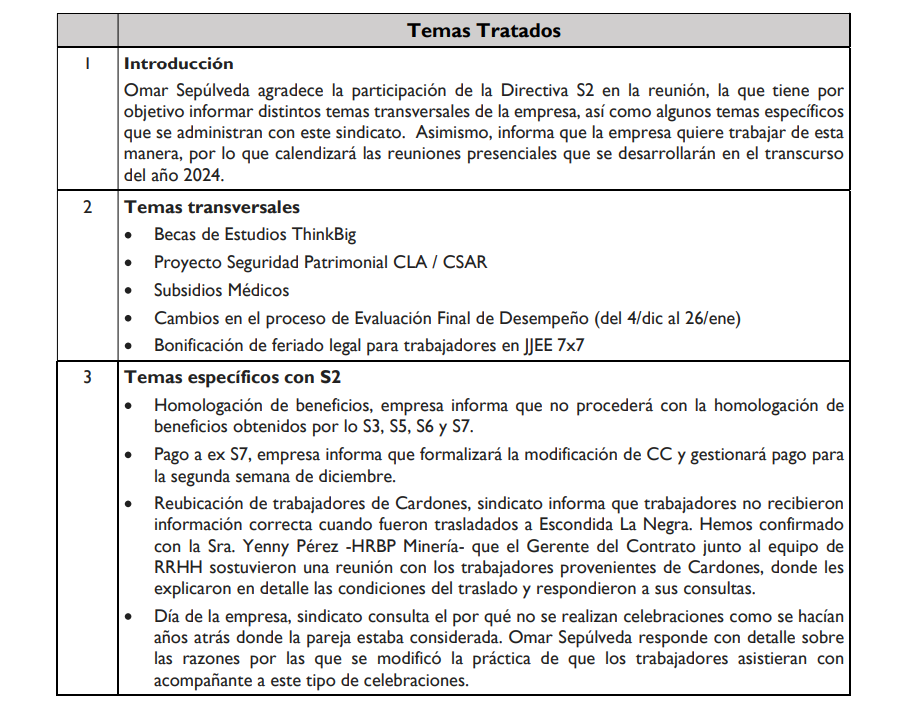 Temas Tratados
1 Introducción
Omar Sepúlveda agradece la participación de la Directiva S2 en la reunión, la que tiene por
objetivo informar distintos temas transversales de la empresa, así como algunos temas específicos
que se administran con este sindicato. Asimismo, informa que la empresa quiere trabajar de esta
manera, por lo que calendizará las reuniones presenciales que se desarrollarán en el transcurso
del año 2024.
2 Temas transversales
• Becas de Estudios ThinkBig
• Proyecto Seguridad Patrimonial CLA / CSAR
• Subsidios Médicos
• Cambios en el proceso de Evaluación Final de Desempeño (del 4/dic al 26/ene)
• Bonificación de feriado legal para trabajadores en JJEE 7x7
3 Temas específicos con S2
• Homologación de beneficios, empresa informa que no procederá con la homologación de
beneficios obtenidos por lo S3, S5, S6 y S7.
• Pago a ex S7, empresa informa que formalizará la modificación de CC y gestionará pago para
la segunda semana de diciembre.
• Reubicación de trabajadores de Cardones, sindicato informa que trabajadores no recibieron
información correcta cuando fueron trasladados a Escondida La Negra. Hemos confirmado
con la Sra. Yenny Pérez -HRBP Minería- que el Gerente del Contrato junto al equipo de
RRHH sostuvieron una reunión con los trabajadores provenientes de Cardones, donde les
explicaron en detalle las condiciones del traslado y respondieron a sus consultas.
• Día de la empresa, sindicato consulta el por qué no se realizan celebraciones como se hacían
años atrás donde la pareja estaba considerada. Omar Sepúlveda responde con detalle sobre
las razones por las que se modificó la práctica de que los trabajadores asistieran con
acompañante a este tipo de celebraciones.